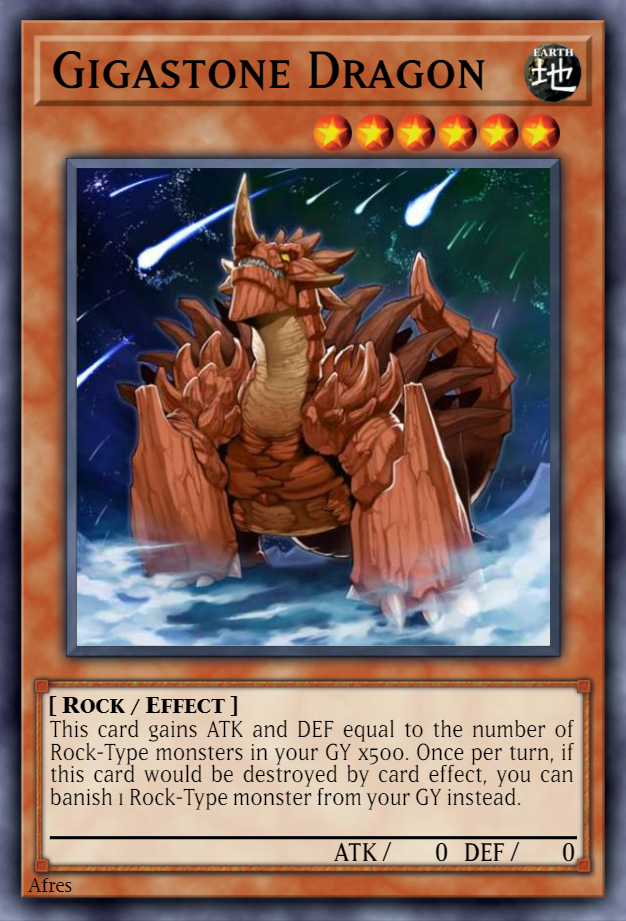 Gigastone Dragon
EARTH
地
[ Rock / Effect ]
This card gains ATK and DEF equal to the number of
Rock-Type monsters in your GY x500. Once per turn, if
this card would be destroyed by card effect, you can
banish 1 Rock-Type monster from your GY instead.
ATK / 0 DEF / 0
Afres